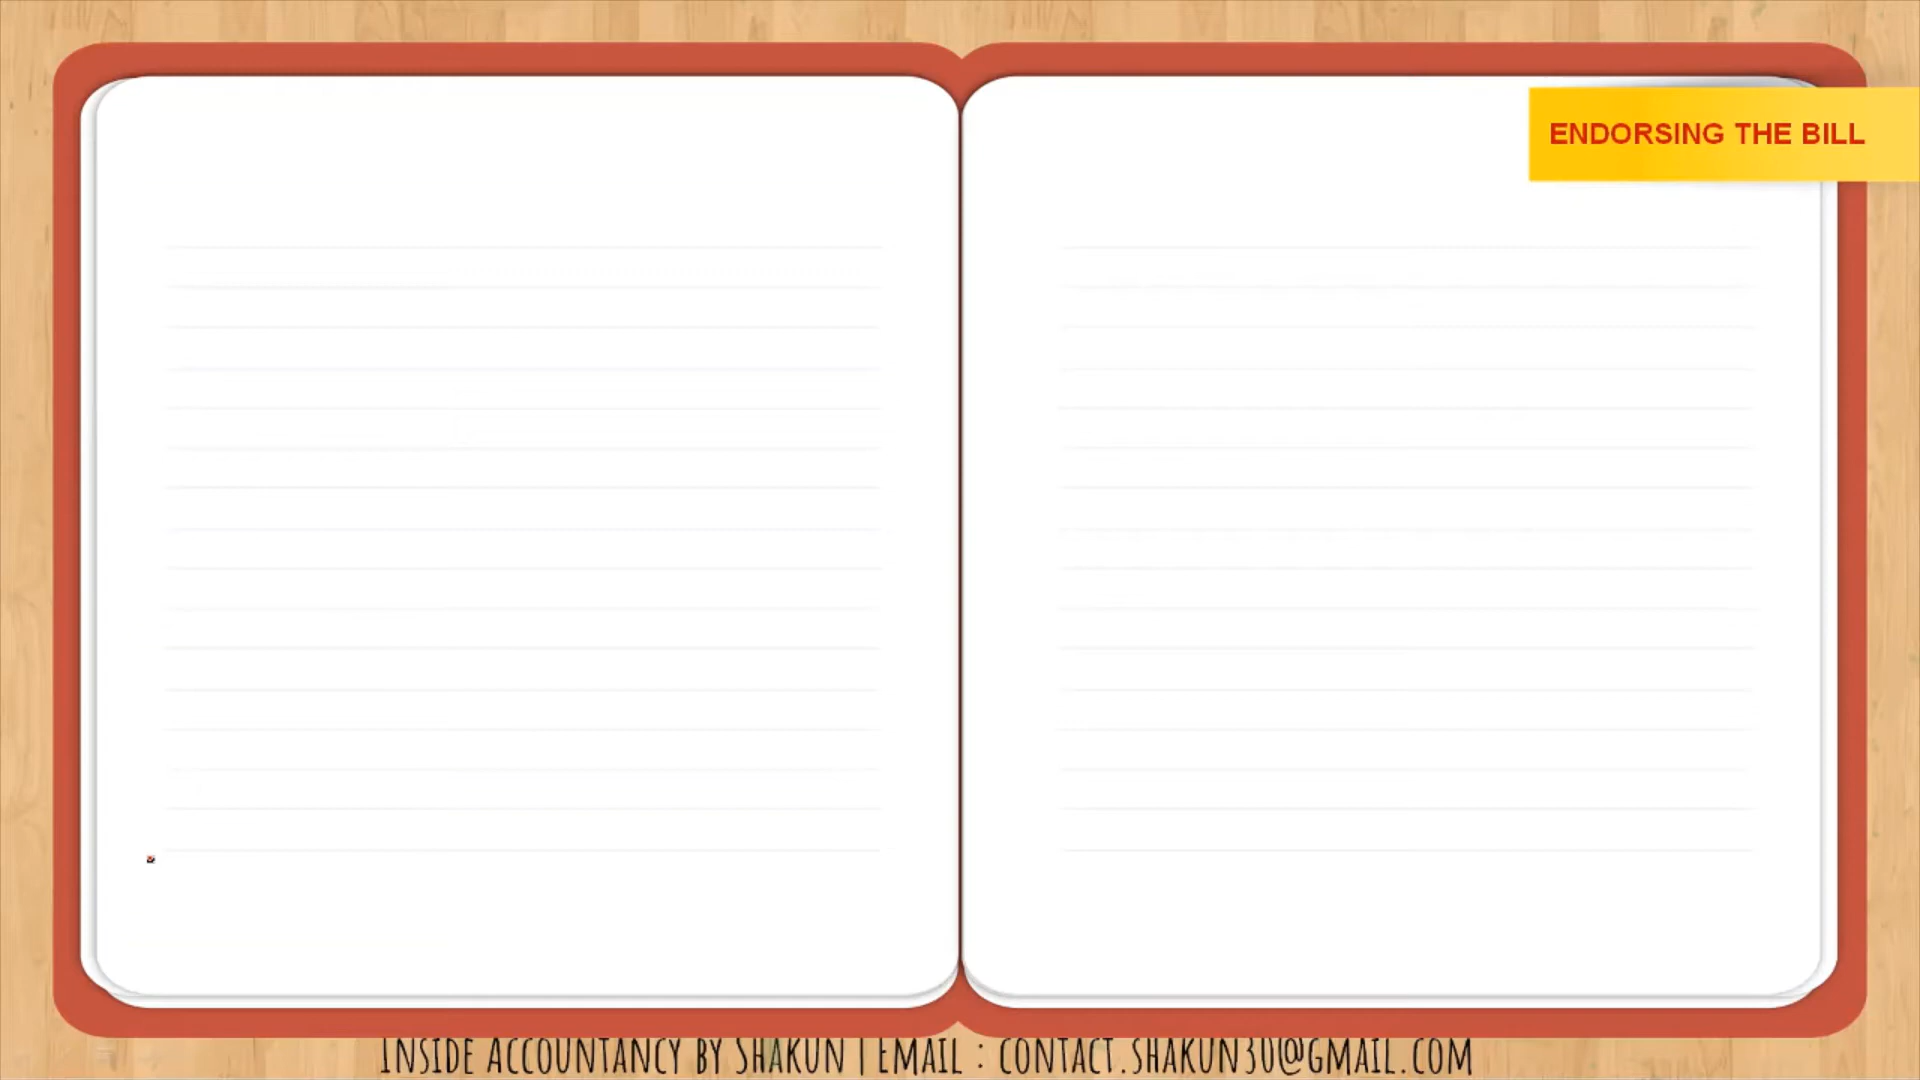 ENDORSING THE BILL
INSIDE ACCOUNTANCY BY SHAKUN | EMAIL : CONTACT.SHAKUN30@GMAIL.COM